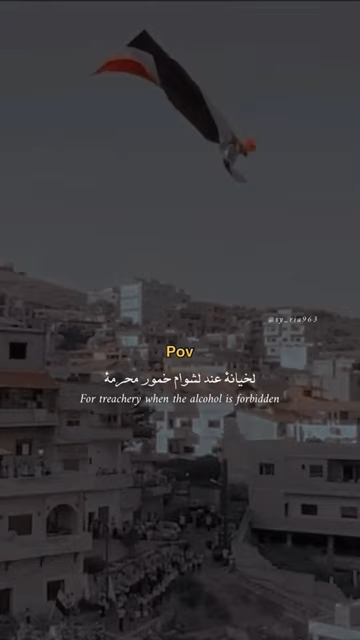 @sy_ria963
Pov
لخيانةْ عند لشوام خمور محرمةْ
For treachery when the alcohol is forbidden